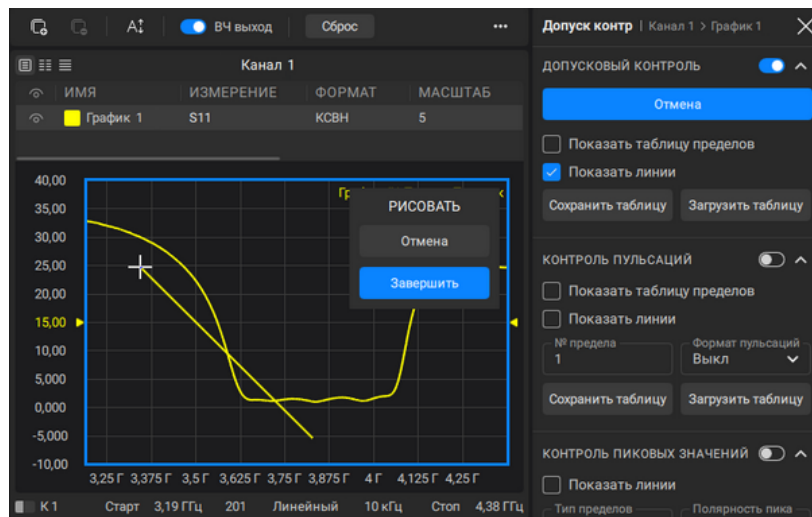 A↕ ВЧ выход Сброс
Канал 1
ИМЯ ИЗМЕРЕНИЕ ФОРМАТ МАСШТАБ
График 1 S11 КСВН 5
40,00
35,00
30,00
25,00
20,00
15,00
10,00
5,000
0,000
-5,000
-10,00
РИСОВАТЬ
Отмена
Завершить
3,25 Г 3,375 Г 3,5 Г 3,625 Г 3,75 Г 3,875 Г 4 Г 4,125 Г 4,25 Г
К 1 Старт 3,19 ГГц 201 Линейный 10 кГц Стоп 4,38 ГГц
Допуск контр | Канал 1 > График 1
ДОПУСКОВЫЙ КОНТРОЛЬ
Отмена
Показать таблицу пределов
Показать линии
Сохранить таблицу Загрузить таблицу
КОНТРОЛЬ ПУЛЬСАЦИЙ
Показать таблицу пределов
Показать линии
№ предела Формат пульсаций
1 Выкл
Сохранить таблицу Загрузить таблицу
КОНТРОЛЬ ПИКОВЫХ ЗНАЧЕНИЙ
Показать линии
Тип пределов Полярность пика